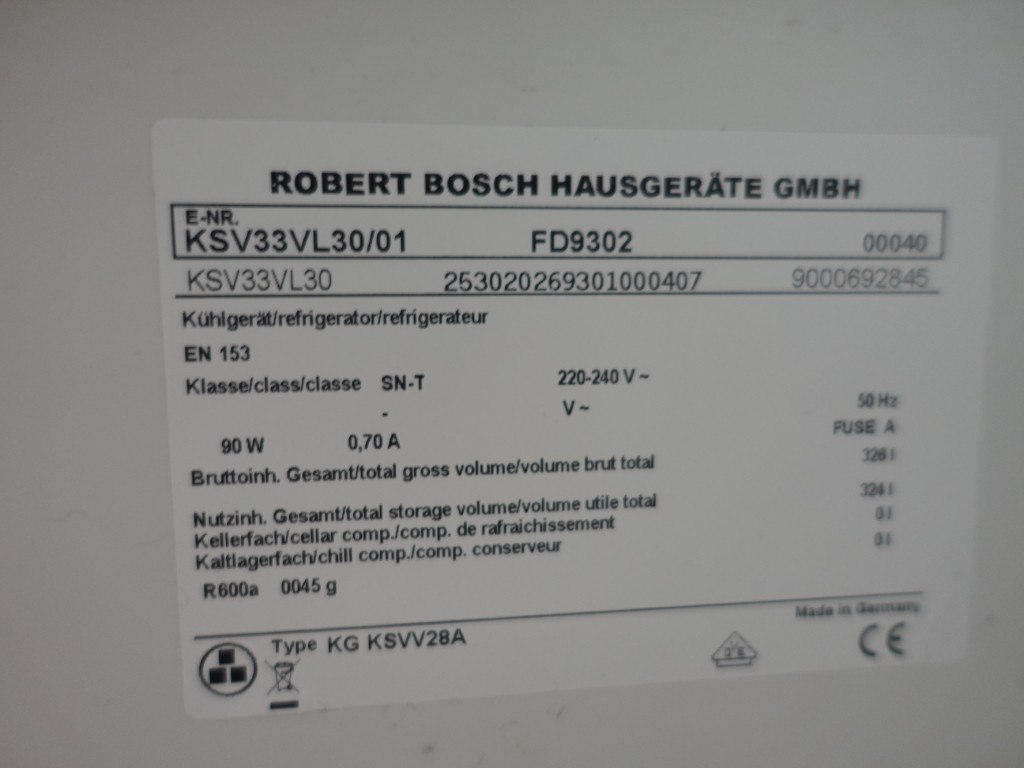 ROBERT BOSCH HAUSGERÄTE GMBH
E-NR.
KSV33VL30/01 FD9302 00040
KSV33VL30 253020269301000407 9000692845
Kühlgerät/refrigerator/refrigerateur
EN 153
Klasse/class/classe SN-T 220-240 V ~
- V ~ 50 Hz
90 W 0,70 A FUSE A
Bruttoinh. Gesamt/total gross volume/volume brut total 326 l
Nutzinh. Gesamt/total storage volume/volume utile total 324 l
Kellerfach/cellar comp./comp. de rafraichissement 0 l
Kaltlagerfach/chill comp./comp. conserveur 0 l
R600a 0045 g
Made in Germany
Type KG KSVV28A
CE